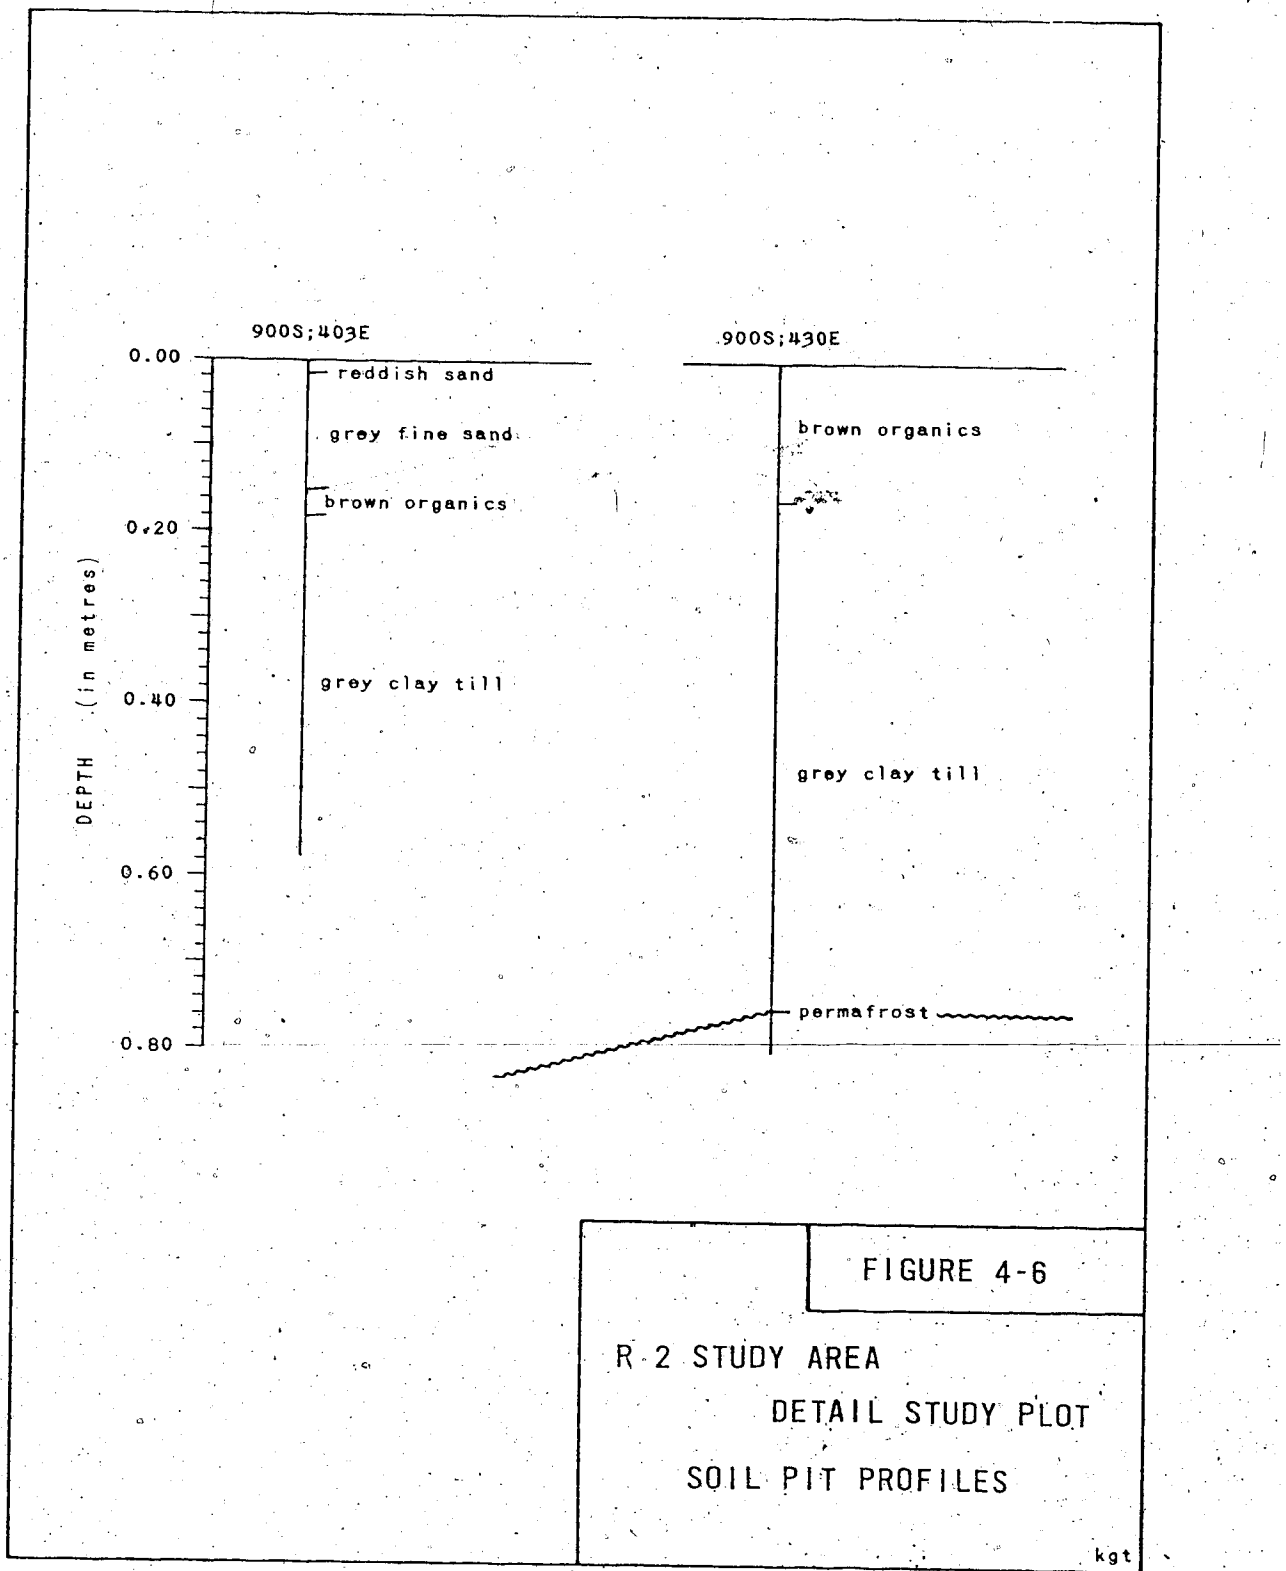 900S;403E
900S;430E
0.00
reddish sand
grey fine sand
brown organics
brown organics
0.20
DEPTH (in metres)
grey clay till
0.40
grey clay till
0.60
permafrost
0.80
FIGURE 4-6
R-2 STUDY AREA
DETAIL STUDY PLOT
SOIL PIT PROFILES
kgt